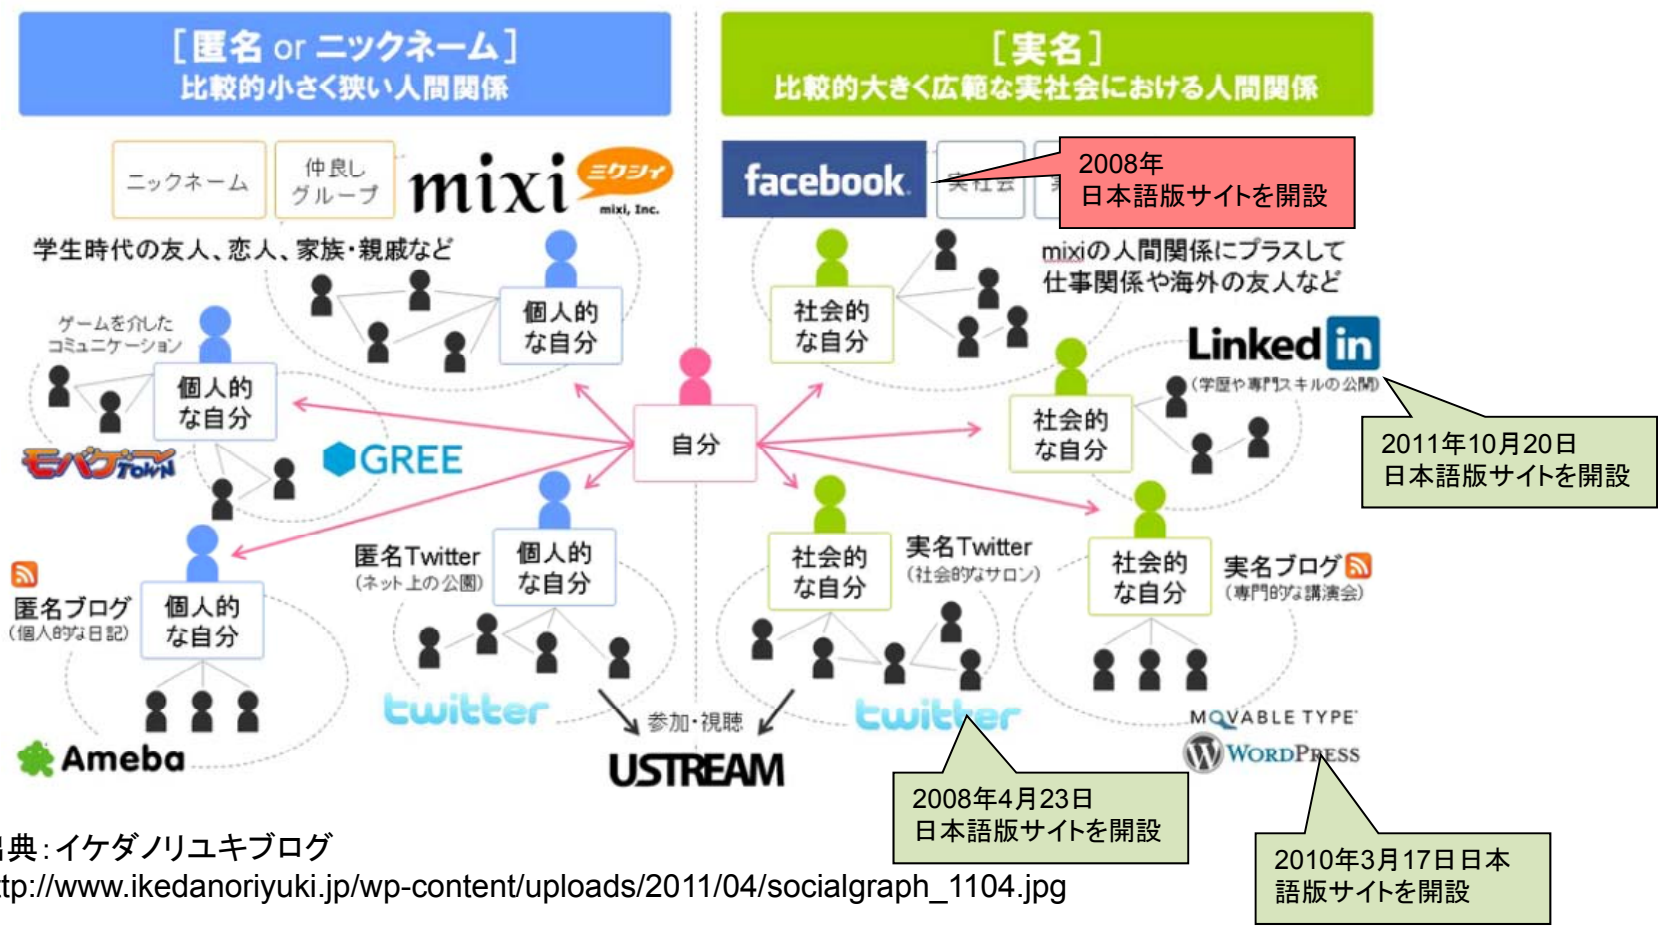 [匿名 or ニックネーム]
比較的小さく狭い人間関係
[実名]
比較的大きく広範な実社会における人間関係
ニックネーム
仲良し
グループ
mixi
ミクシィ
mixi, Inc.
学生時代の友人、恋人、家族・親戚など
個人的
な自分
facebook
実社会
2008年
日本語版サイトを開設
mixiの人間関係にプラスして
仕事関係や海外の友人など
社会的
な自分
ゲームを介した
コミュニケーション
個人的
な自分
モバゲー
TOWN
GREE
自分
Linked in
(学歴や専門スキルの公開)
社会的
な自分
2011年10月20日
日本語版サイトを開設
匿名ブログ
(個人的な日記)
個人的
な自分
Ameba
匿名Twitter
(ネット上の公園)
個人的
な自分
twitter
社会的
な自分
実名Twitter
(社会的なサロン)
twitter
社会的
な自分
実名ブログ
(専門的な講演会)
MOVABLE TYPE
WORDPRESS
参加・視聴
USTREAM
2008年4月23日
日本語版サイトを開設
2010年3月17日日本
語版サイトを開設
典：イケダノリユキブログ
ttp://www.ikedanoriyuki.jp/wp-content/uploads/2011/04/socialgraph_1104.jpg